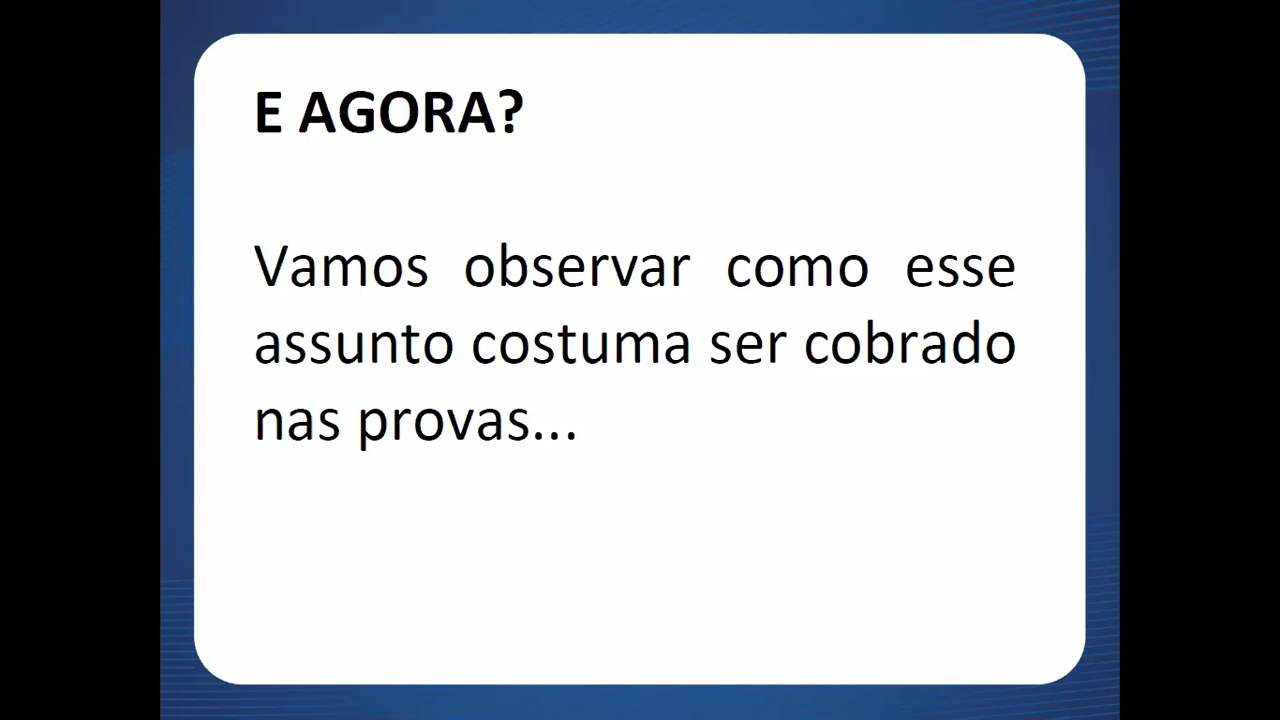 E AGORA?
Vamos observar como esse
assunto costuma ser cobrado
nas provas...